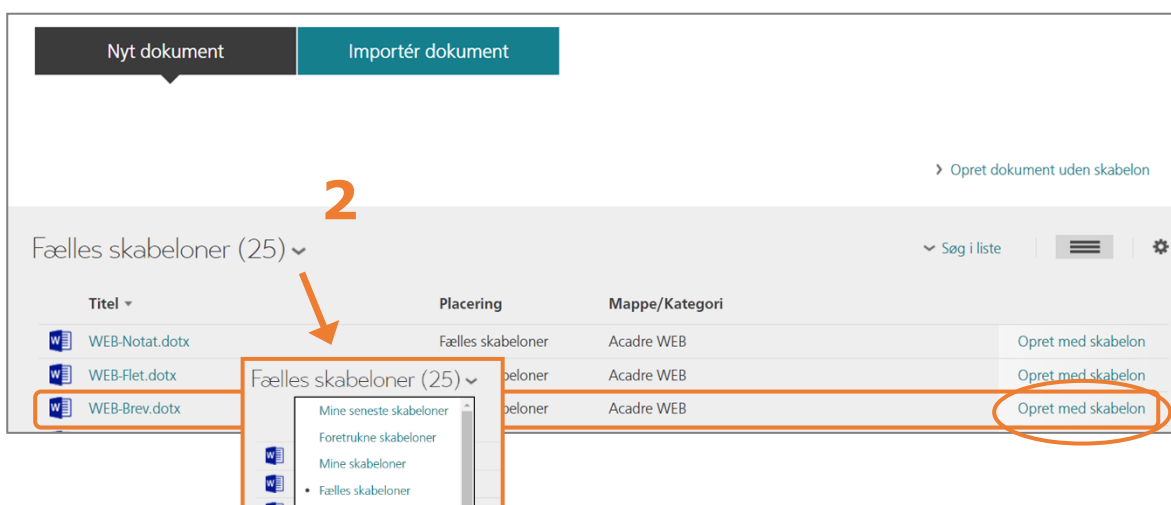 Nyt dokument Importér dokument
Opret dokument uden skabelon
2
Fælles skabeloner (25)
Søg i liste
Titel Placering Mappe/Kategori
WEB-Notat.dotx Fælles skabeloner Acadre WEB Opret med skabelon
WEB-Flet.dotx beloner Acadre WEB Opret med skabelon
WEB-Brev.dotx beloner Acadre WEB Opret med skabelon
Fælles skabeloner (25)
Mine seneste skabeloner
Foretrukne skabeloner
Mine skabeloner
Fælles skabeloner